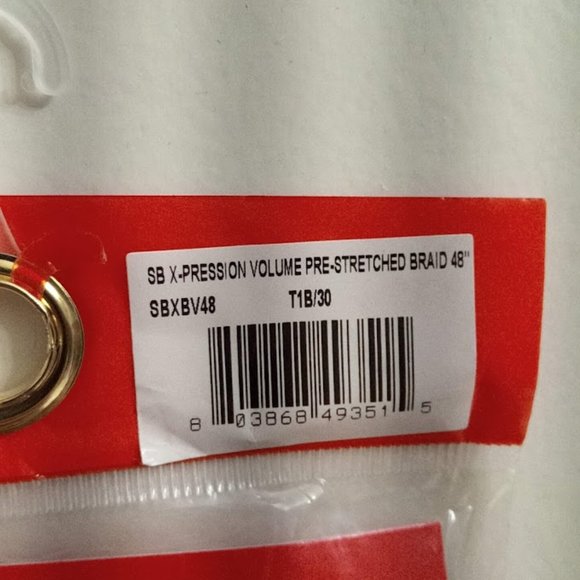 SB X-PRESSION VOLUME PRE-STRETCHED BRAID 48"
SBXBV48 T1B/30
8 03868 49351 5